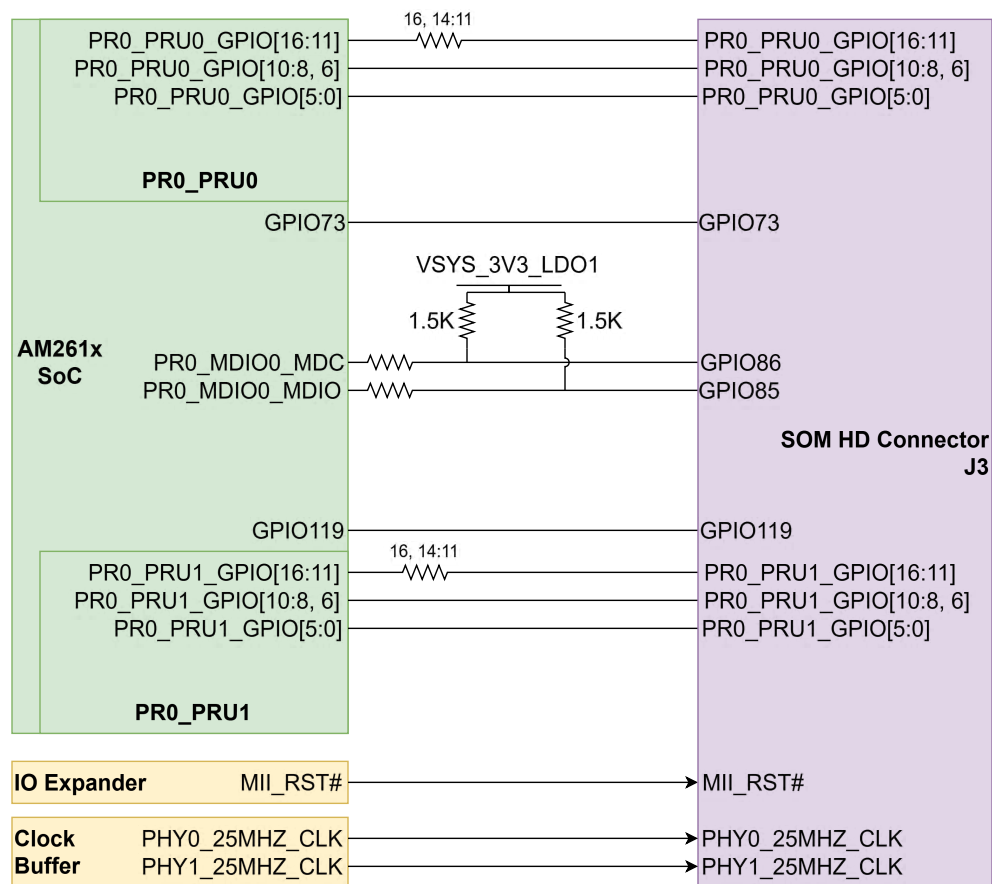 16, 14:11
PR0_PRU0_GPIO[16:11]
PR0_PRU0_GPIO[16:11]
PR0_PRU0_GPIO[10:8, 6]
PR0_PRU0_GPIO[10:8, 6]
PR0_PRU0_GPIO[5:0]
PR0_PRU0_GPIO[5:0]
PR0_PRU0
GPIO73
GPIO73
VSYS_3V3_LDO1
1.5K
1.5K
AM261x
SoC
PR0_MDIO0_MDC
GPIO86
PR0_MDIO0_MDIO
GPIO85
SOM HD Connector
J3
GPIO119
GPIO119
16, 14:11
PR0_PRU1_GPIO[16:11]
PR0_PRU1_GPIO[16:11]
PR0_PRU1_GPIO[10:8, 6]
PR0_PRU1_GPIO[10:8, 6]
PR0_PRU1_GPIO[5:0]
PR0_PRU1_GPIO[5:0]
PR0_PRU1
IO Expander
MII_RST#
MII_RST#
Clock
Buffer
PHY0_25MHZ_CLK
PHY0_25MHZ_CLK
PHY1_25MHZ_CLK
PHY1_25MHZ_CLK